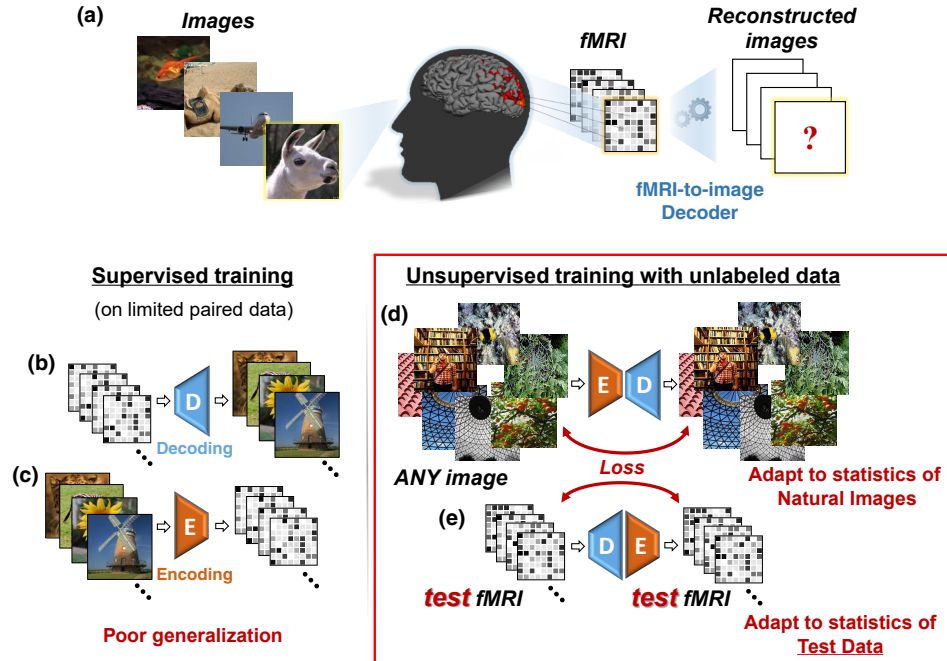 (a)
Images
fMRI
Reconstructed
images
?
fMRI-to-image
Decoder
Supervised training
(on limited paired data)
(b)
D
Decoding
(c)
E
Encoding
Poor generalization
Unsupervised training with unlabeled data
(d)
E D
ANY image
Loss
Adapt to statistics of
Natural Images
(e)
D E
test fMRI
test fMRI
Adapt to statistics of
Test Data